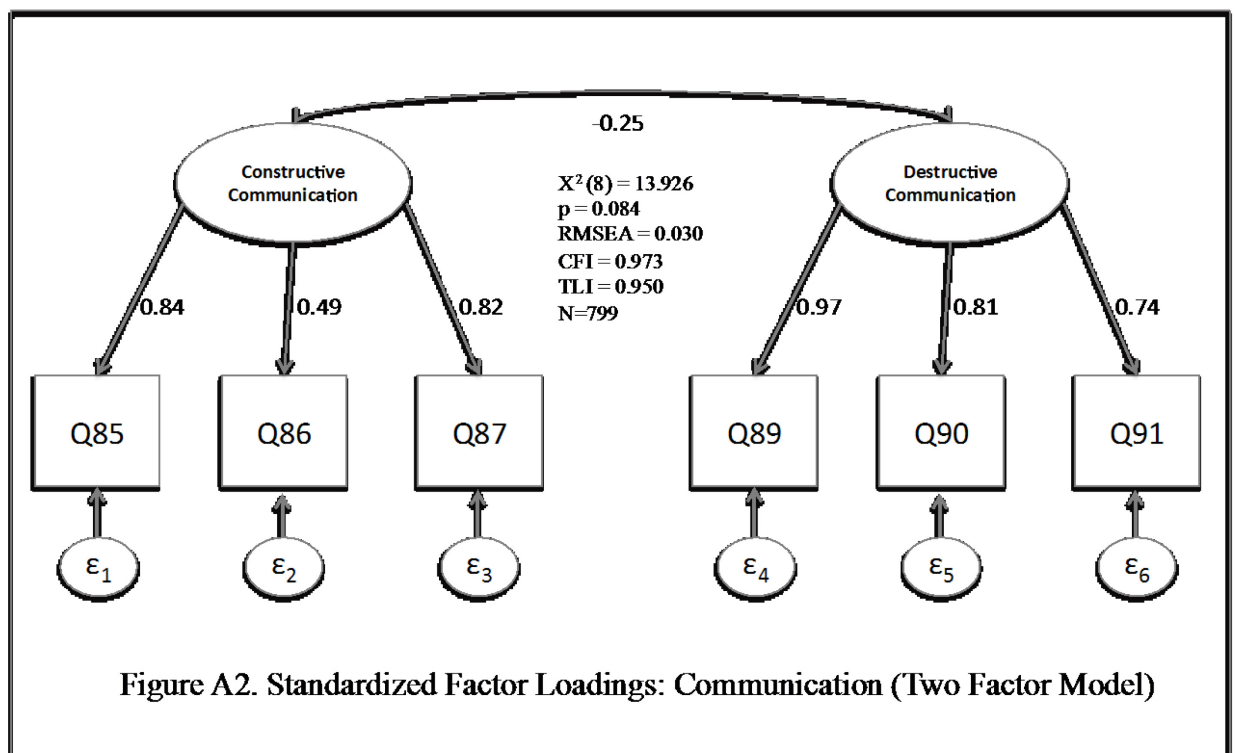 -0.25
Constructive
Communication
Destructive
Communication
X² (8) = 13.926
p = 0.084
RMSEA = 0.030
CFI = 0.973
TLI = 0.950
N=799
0.84
0.49
0.82
0.97
0.81
0.74
Q85
Q86
Q87
Q89
Q90
Q91
ε₁
ε₂
ε₃
ε₄
ε₅
ε₆
Figure A2. Standardized Factor Loadings: Communication (Two Factor Model)